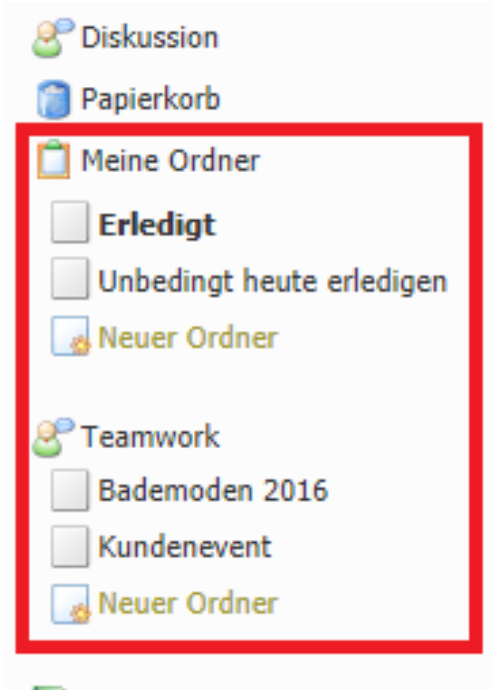 Diskussion
Papierkorb
Meine Ordner
Erledigt
Unbedingt heute erledigen
Neuer Ordner
Teamwork
Bademoden 2016
Kundenevent
Neuer Ordner